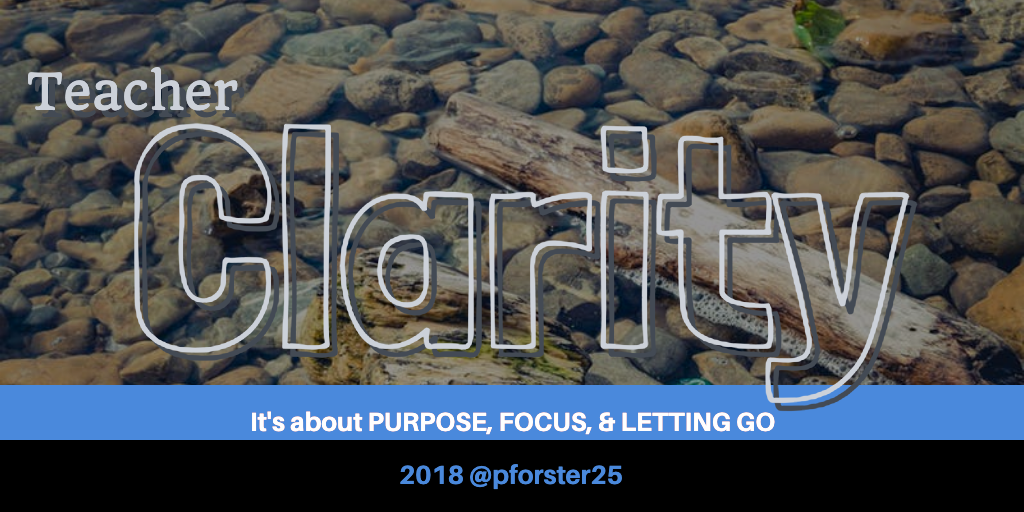 Teacher
Clarity
It's about PURPOSE, FOCUS, & LETTING GO
2018 @pforster25